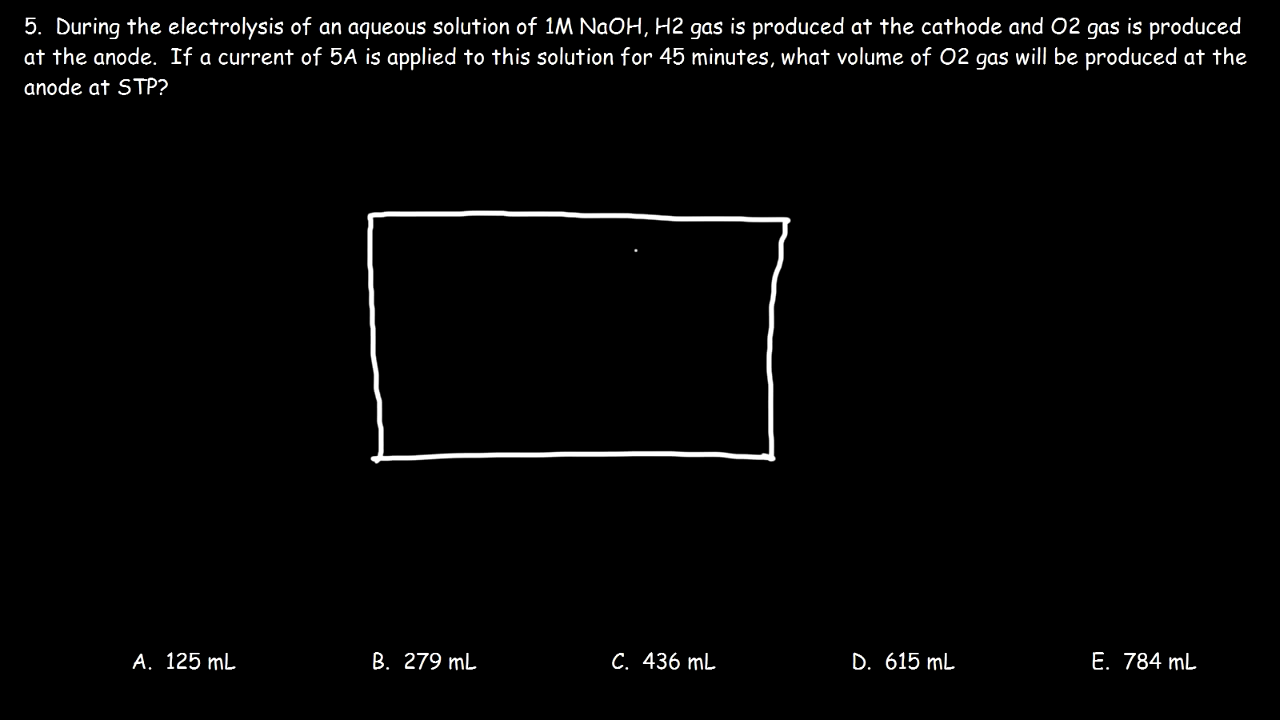 5.  During the electrolysis of an aqueous solution of 1M NaOH, H2 gas is produced at the cathode and O2 gas is produced
at the anode.  If a current of 5A is applied to this solution for 45 minutes, what volume of O2 gas will be produced at the
anode at STP?
A.  125 mL
B.  279 mL
C.  436 mL
D.  615 mL
E.  784 mL